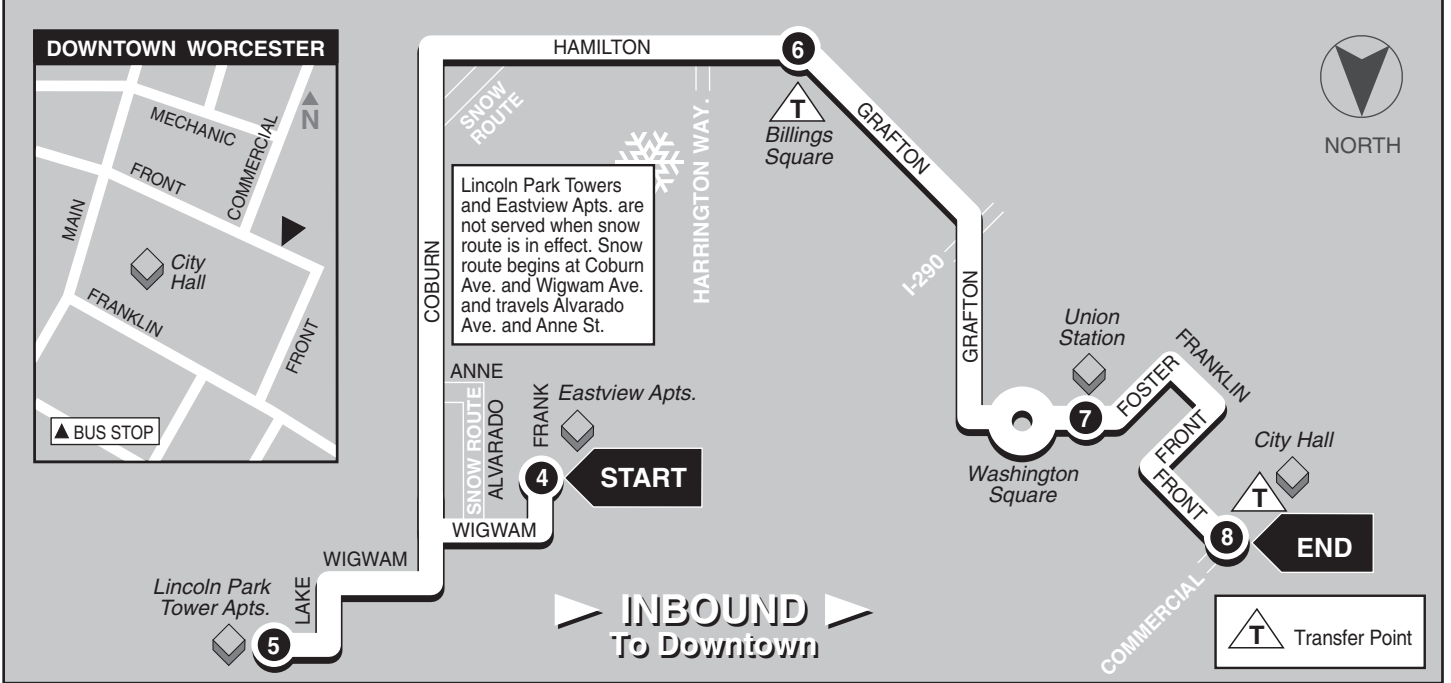 DOWNTOWN WORCESTER
MECHANIC
COMMERCIAL
N
FRONT
MAIN
City
Hall
FRANKLIN
FRONT
▲ BUS STOP
HAMILTON
6
T
Billings
Square
GRAFTON
NORTH
SNOW
ROUTE
HARRINGTON WAY.
Lincoln Park Towers
and Eastview Apts. are
not served when snow
route is in effect. Snow
route begins at Coburn
Ave. and Wigwam Ave.
and travels Alvarado
Ave. and Anne St.
COBURN
I-290
GRAFTON
Union
Station
7
FOSTER
FRANKLIN
FRONT
FRONT
Washington
Square
City Hall
T
8
END
COMMERCIAL
ANNE
SNOW ROUTE
ALVARADO
FRANK
Eastview Apts.
4
START
WIGWAM
WIGWAM
LAKE
Lincoln Park
Tower Apts.
5
INBOUND
To Downtown
T Transfer Point